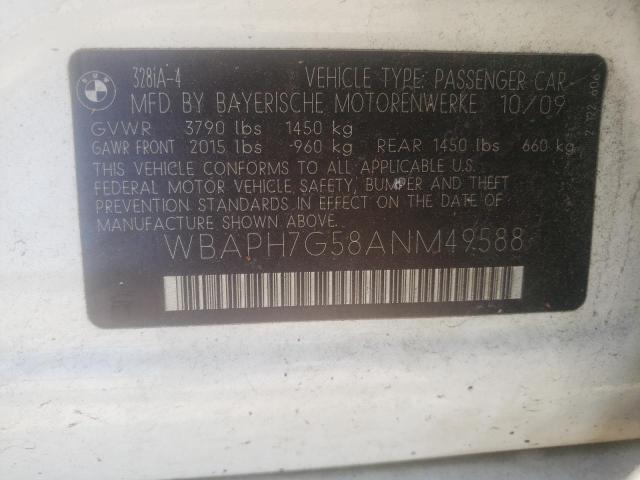 BMW
328iA-4 VEHICLE TYPE: PASSENGER CAR
MFD BY BAYERISCHE MOTORENWERKE 10/09
GVWR 3790 lbs 1450 kg
GAWR FRONT 2015 lbs -960 kg REAR 1450 lbs 660 kg
THIS VEHICLE CONFORMS TO ALL APPLICABLE U.S.
FEDERAL MOTOR VEHICLE SAFETY, BUMPER AND THEFT
PREVENTION STANDARDS IN EFFECT ON THE DATE OF
MANUFACTURE SHOWN ABOVE.
WBAPH7G58ANM49588